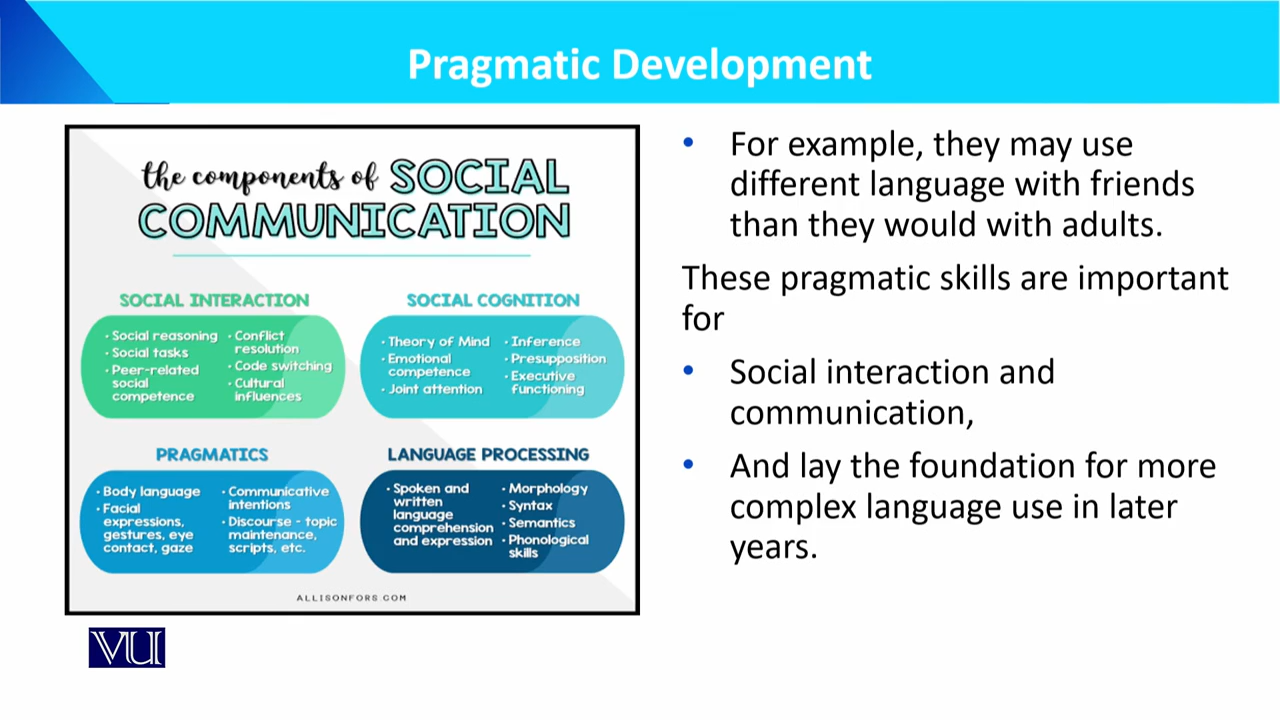 Pragmatic Development
the components of SOCIAL
COMMUNICATION
SOCIAL INTERACTION
• Social reasoning
• Social tasks
• Peer-related
social
competence
• Conflict
resolution
• Code switching
• Cultural
influences
SOCIAL COGNITION
• Theory of Mind
• Emotional
competence
• Joint attention
• Inference
• Presupposition
• Executive
functioning
PRAGMATICS
• Body language
• Facial
expressions,
gestures, eye
contact, gaze
• Communicative
intentions
• Discourse - topic
maintenance,
scripts, etc.
LANGUAGE PROCESSING
• Spoken and
written
language
comprehension
and expression
• Morphology
• Syntax
• Semantics
• Phonological
skills
ALLISONFORS.COM
• For example, they may use
different language with friends
than they would with adults.
These pragmatic skills are important
for
• Social interaction and
communication,
• And lay the foundation for more
complex language use in later
years.
VU